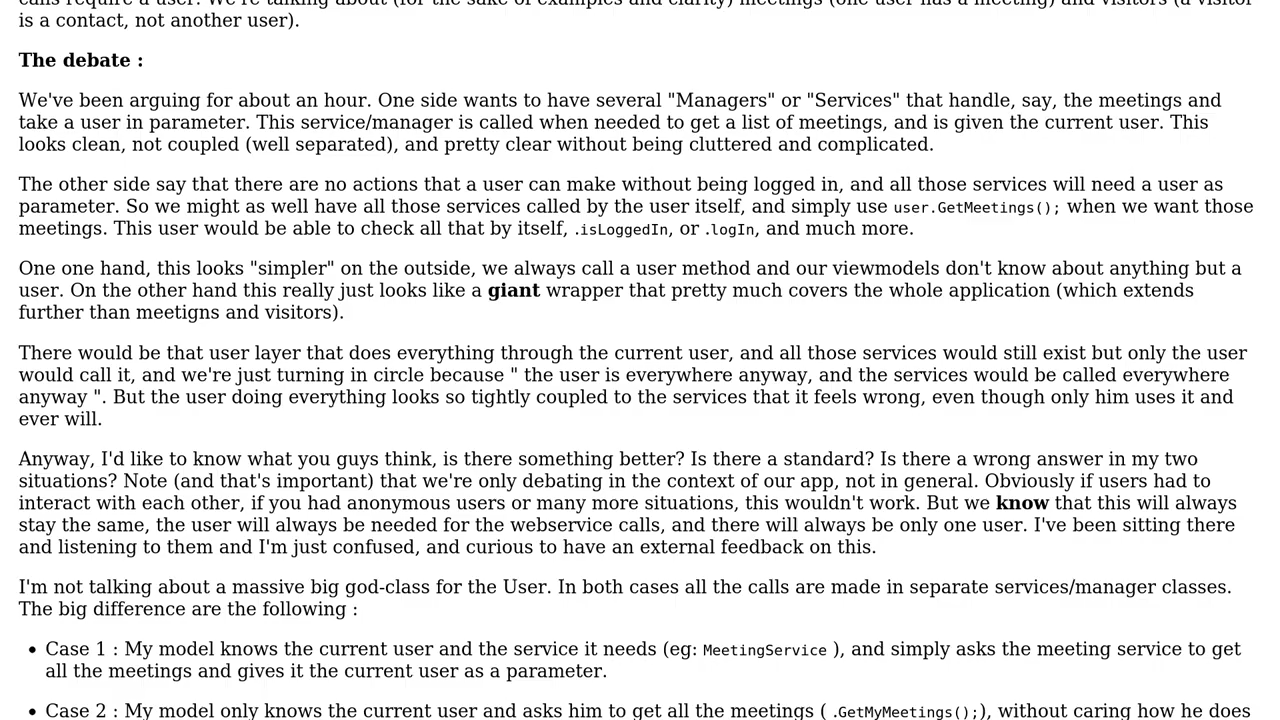 calls require a user. We're talking about (for the sake of examples and clarity) meetings (one user has a meeting) and visitors (a visitor
is a contact, not another user).
The debate :
We've been arguing for about an hour. One side wants to have several "Managers" or "Services" that handle, say, the meetings and
take a user in parameter. This service/manager is called when needed to get a list of meetings, and is given the current user. This
looks clean, not coupled (well separated), and pretty clear without being cluttered and complicated.
The other side say that there are no actions that a user can make without being logged in, and all those services will need a user as
parameter. So we might as well have all those services called by the user itself, and simply use user.GetMeetings(); when we want those
meetings. This user would be able to check all that by itself, .isLoggedIn, or .logIn, and much more.
One one hand, this looks "simpler" on the outside, we always call a user method and our viewmodels don't know about anything but a
user. On the other hand this really just looks like a giant wrapper that pretty much covers the whole application (which extends
further than meetigns and visitors).
There would be that user layer that does everything through the current user, and all those services would still exist but only the user
would call it, and we're just turning in circle because " the user is everywhere anyway, and the services would be called everywhere
anyway ". But the user doing everything looks so tightly coupled to the services that it feels wrong, even though only him uses it and
ever will.
Anyway, I'd like to know what you guys think, is there something better? Is there a standard? Is there a wrong answer in my two
situations? Note (and that's important) that we're only debating in the context of our app, not in general. Obviously if users had to
interact with each other, if you had anonymous users or many more situations, this wouldn't work. But we know that this will always
stay the same, the user will always be needed for the webservice calls, and there will always be only one user. I've been sitting there
and listening to them and I'm just confused, and curious to have an external feedback on this.
I'm not talking about a massive big god-class for the User. In both cases all the calls are made in separate services/manager classes.
The big difference are the following :
• Case 1 : My model knows the current user and the service it needs (eg: MeetingService ), and simply asks the meeting service to get
all the meetings and gives it the current user as a parameter.
• Case 2 : My model only knows the current user and asks him to get all the meetings ( .GetMyMeetings();), without caring how he does